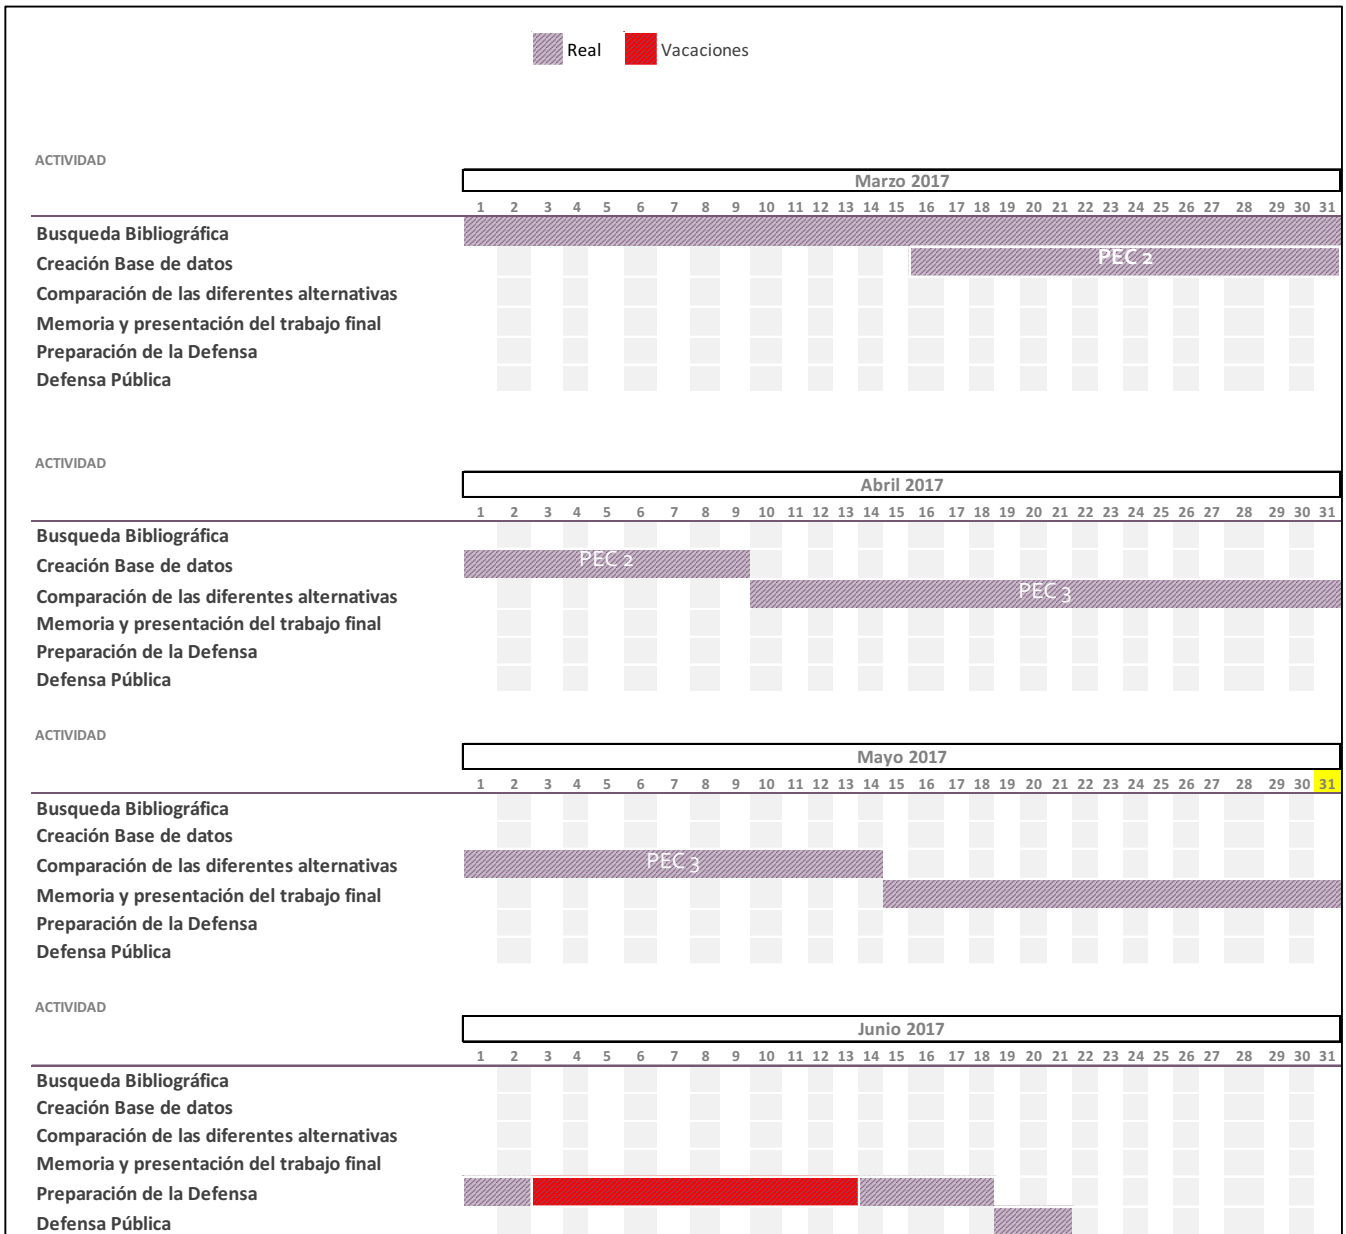 Real Vacaciones
ACTIVIDAD
Marzo 2017
1 2 3 4 5 6 7 8 9 10 11 12 13 14 15 16 17 18 19 20 21 22 23 24 25 26 27 28 29 30 31
Busqueda Bibliográfica
Creación Base de datos PEC 2
Comparación de las diferentes alternativas
Memoria y presentación del trabajo final
Preparación de la Defensa
Defensa Pública
ACTIVIDAD
Abril 2017
1 2 3 4 5 6 7 8 9 10 11 12 13 14 15 16 17 18 19 20 21 22 23 24 25 26 27 28 29 30 31
Busqueda Bibliográfica
Creación Base de datos PEC 2
Comparación de las diferentes alternativas PEC 3
Memoria y presentación del trabajo final
Preparación de la Defensa
Defensa Pública
ACTIVIDAD
Mayo 2017
1 2 3 4 5 6 7 8 9 10 11 12 13 14 15 16 17 18 19 20 21 22 23 24 25 26 27 28 29 30 31
Busqueda Bibliográfica
Creación Base de datos
Comparación de las diferentes alternativas PEC 3
Memoria y presentación del trabajo final
Preparación de la Defensa
Defensa Pública
ACTIVIDAD
Junio 2017
1 2 3 4 5 6 7 8 9 10 11 12 13 14 15 16 17 18 19 20 21 22 23 24 25 26 27 28 29 30 31
Busqueda Bibliográfica
Creación Base de datos
Comparación de las diferentes alternativas
Memoria y presentación del trabajo final
Preparación de la Defensa
Defensa Pública